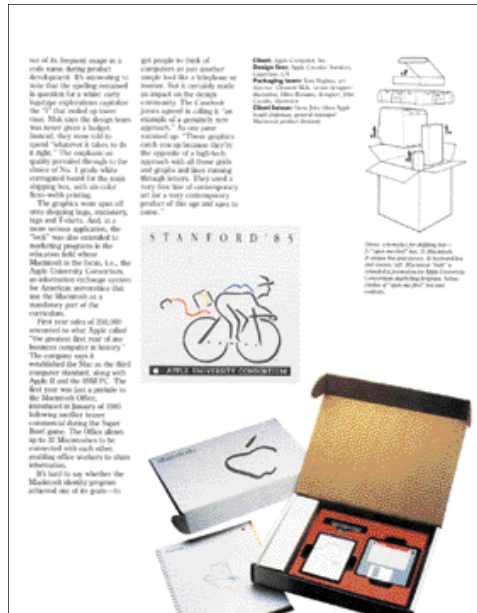 out of its frequent usage as a
code name during product
development. It's interesting to
note that the spelling remained
in question for a while: early
logotype explorations capitalize
the "I" that ended up lower
case. Mok says the design team
was never given a budget.
Instead, they were told to
spend "whatever it takes to do
it right." The emphasis on
quality prevailed through to the
choice of No. 1 grade white
corrugated board for the main
shipping box, with six-color
flexo-web printing.
The graphics were spun off
onto shopping bags, stationery,
tags and T-shirts. And, in a
more serious application, the
"look" was also extended to
marketing programs in the
education field where
Macintosh is the focus, i.e., the
Apple University Consortium,
an information exchange system
for American universities that
use the Macintosh as a
mandatory part of the
curriculum.
First year sales of 250,000
amounted to what Apple called
"the greatest first year of any
business computer in history."
The company says it
established the Mac as the third
computer standard, along with
Apple II and the IBM PC. The
first year was just a prelude to
the Macintosh Office,
introduced in January of 1985
following another teaser
commercial during the Super
Bowl game. The Office allows
up to 32 Macintoshes to be
connected with each other,
enabling office workers to share
information.
It's hard to say whether the
Macintosh identity program
achieved one of its goals—to
get people to think of
computers as just another
simple tool like a telephone or
toaster. But it certainly made
an impact on the design
community. The Casebook
jurors agreed in calling it "an
example of a genuinely new
approach." As one juror
summed up, "These graphics
catch you up because they're
the opposite of a high-tech
approach with all those grids
and graphs and lines running
through letters. They used a
very fine line of contemporary
art for a very contemporary
product of this age and apes to
come."
Client: Apple Computer, Inc.
Design firm: Apple Creative Services,
Cupertino, CA
STANFORD '85
APPLE UNIVERSITY CONSORTIUM
Macintosh